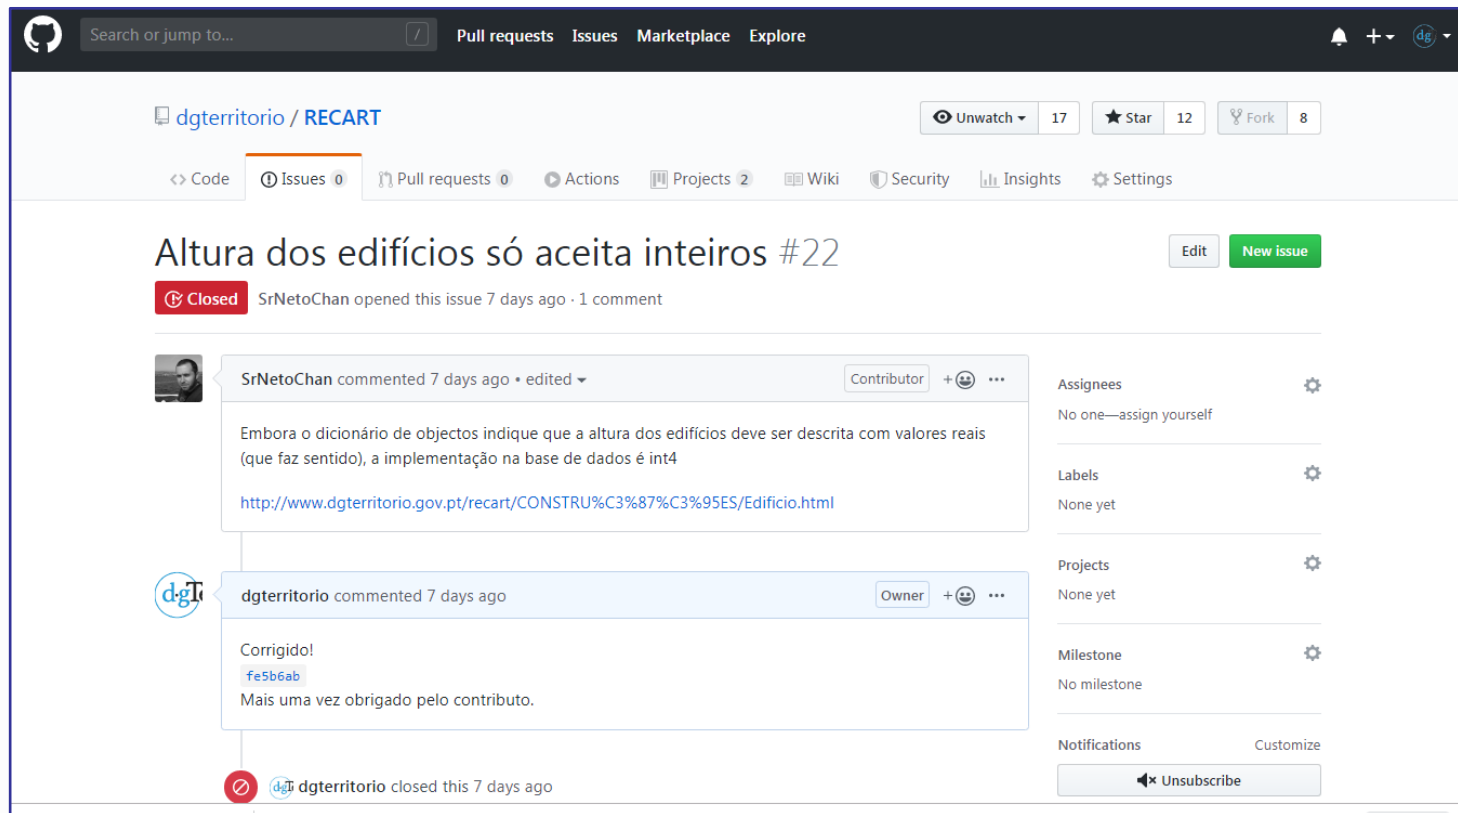 Search or jump to... /
Pull requests Issues Marketplace Explore
dg
dgterritorio / RECART
Unwatch 17 Star 12 Fork 8
Code Issues 0 Pull requests 0 Actions Projects 2 Wiki Security Insights Settings
Altura dos edifícios só aceita inteiros #22
Edit New issue
Closed SrNetoChan opened this issue 7 days ago · 1 comment
SrNetoChan commented 7 days ago • edited
Contributor
Embora o dicionário de objectos indique que a altura dos edifícios deve ser descrita com valores reais
(que faz sentido), a implementação na base de dados é int4
http://www.dgterritorio.gov.pt/recart/CONSTRU%C3%87%C3%95ES/Edificio.html
d·gT
dgterritorio commented 7 days ago
Owner
Corrigido!
fe5b6ab
Mais uma vez obrigado pelo contributo.
dgT dgterritorio closed this 7 days ago
Assignees
No one—assign yourself
Labels
None yet
Projects
None yet
Milestone
No milestone
Notifications Customize
Unsubscribe